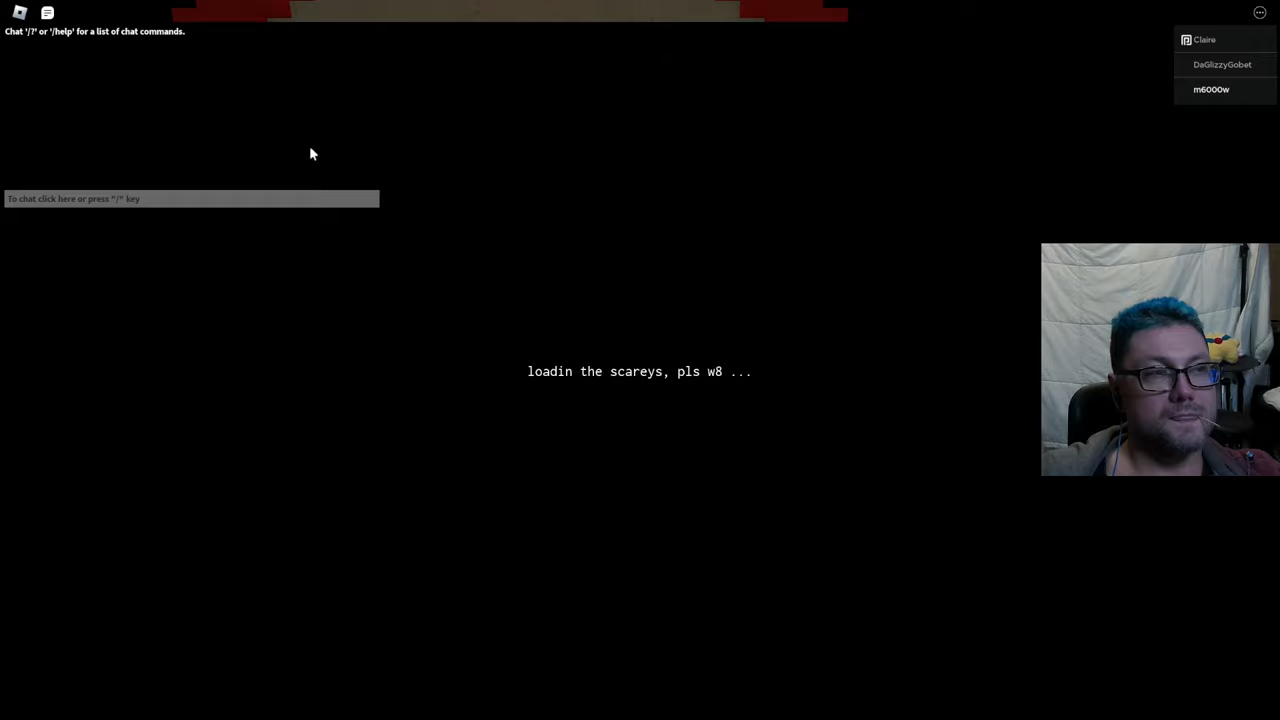 Chat '/?' or '/help' for a list of chat commands.
Claire
DaGlizzyGobet
m6000w
To chat click here or press "/" key
loadin the scareys, pls w8 ...